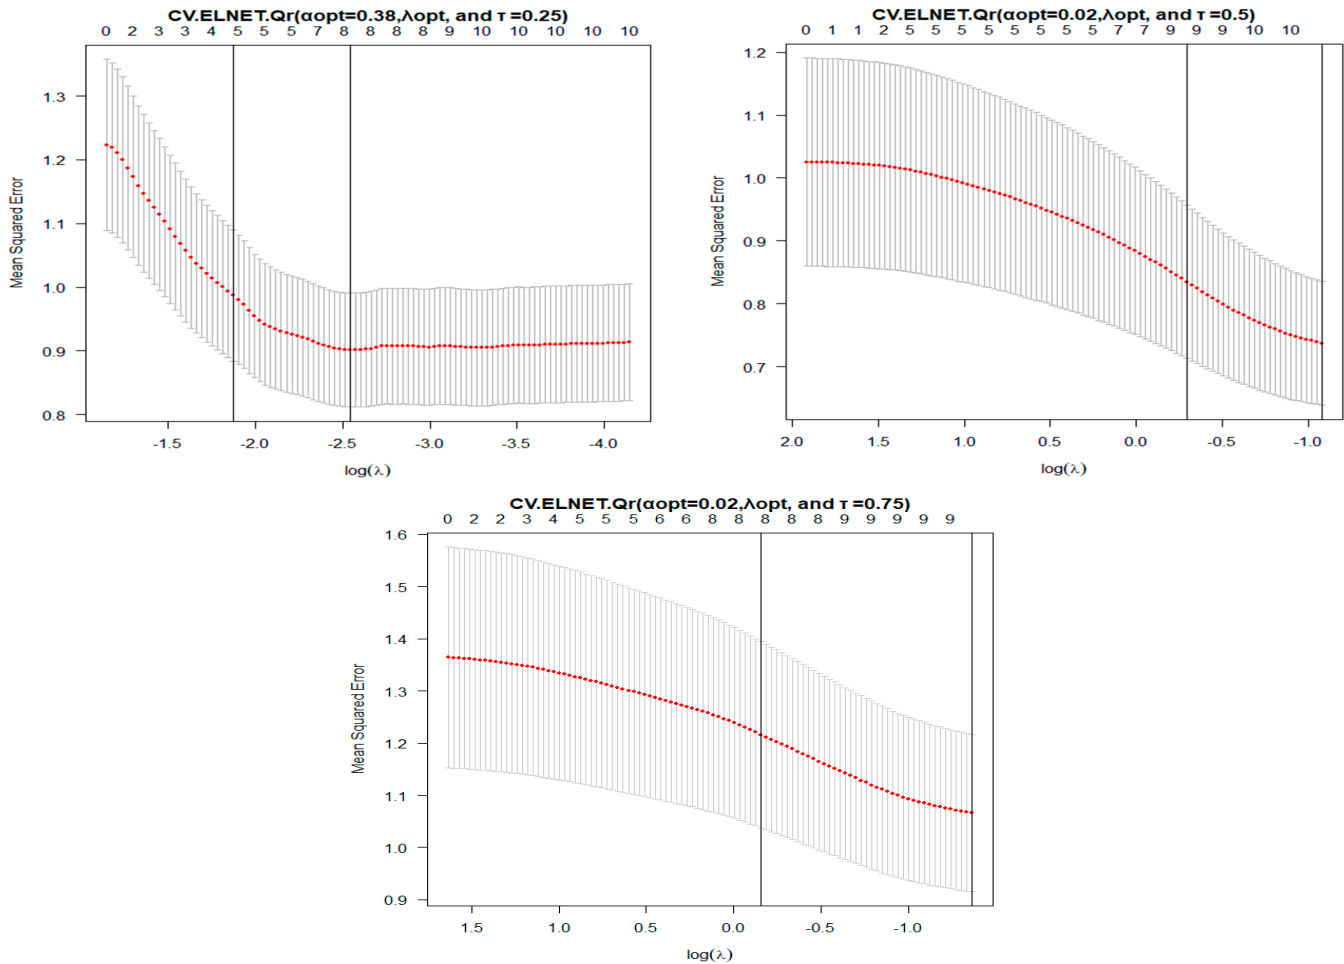 CV.ELNET.Qr(αopt=0.38,λopt, and τ =0.25)
0 2 3 3 4 5 5 5 7 8 8 8 8 9 10 10 10 10 10 10
1.3
1.2
1.1
1.0
0.9
0.8
Mean Squared Error
-1.5 -2.0 -2.5 -3.0 -3.5 -4.0
log(λ)
CV.ELNET.Qr(αopt=0.02,λopt, and τ =0.5)
0 1 1 2 5 5 5 5 5 5 5 7 7 9 9 9 10 10
1.2
1.1
1.0
0.9
0.8
0.7
Mean Squared Error
2.0 1.5 1.0 0.5 0.0 -0.5 -1.0
log(λ)
CV.ELNET.Qr(αopt=0.02,λopt, and τ =0.75)
0 2 2 3 4 5 5 5 6 6 8 8 8 8 8 9 9 9 9 9
1.6
1.5
1.4
1.3
1.2
1.1
1.0
0.9
Mean Squared Error
1.5 1.0 0.5 0.0 -0.5 -1.0
log(λ)